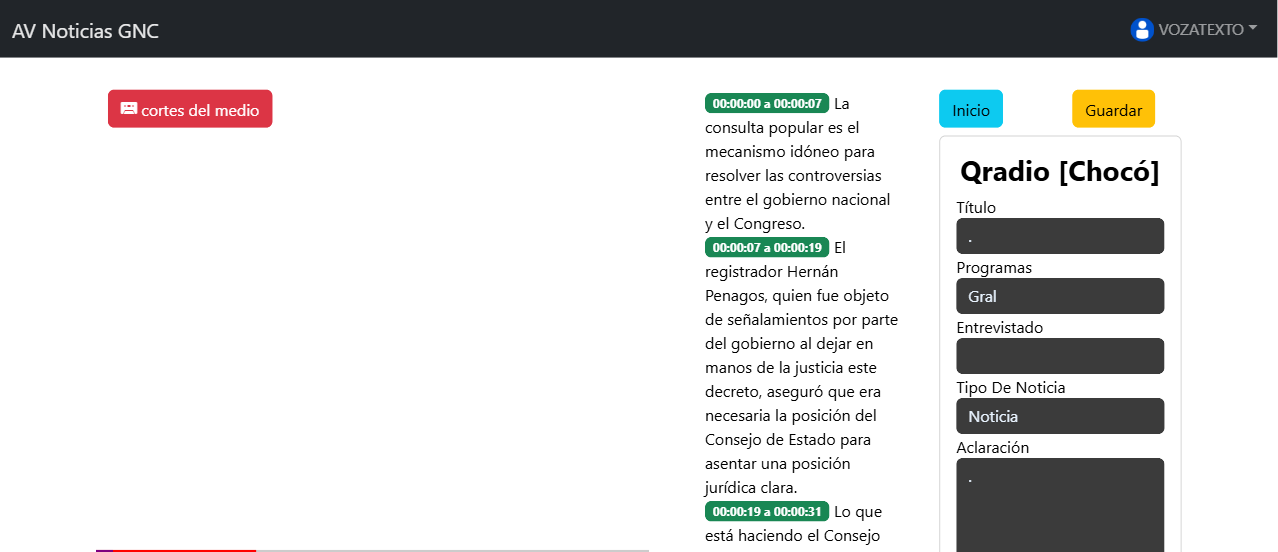 AV Noticias GNC
VOZATEXTO
cortes del medio
00:00:00 a 00:00:07 La
consulta popular es el
mecanismo idóneo para
resolver las controversias
entre el gobierno nacional
y el Congreso.
00:00:07 a 00:00:19 El
registrador Hernán
Penagos, quien fue objeto
de señalamientos por parte
del gobierno al dejar en
manos de la justicia este
decreto, aseguró que era
necesaria la posición del
Consejo de Estado para
asentar una posición
jurídica clara.
00:00:19 a 00:00:31 Lo que
está haciendo el Consejo
Inicio
Guardar
Qradio [Chocó]
Título
.
Programas
Gral
Entrevistado
Tipo De Noticia
Noticia
Aclaración
.